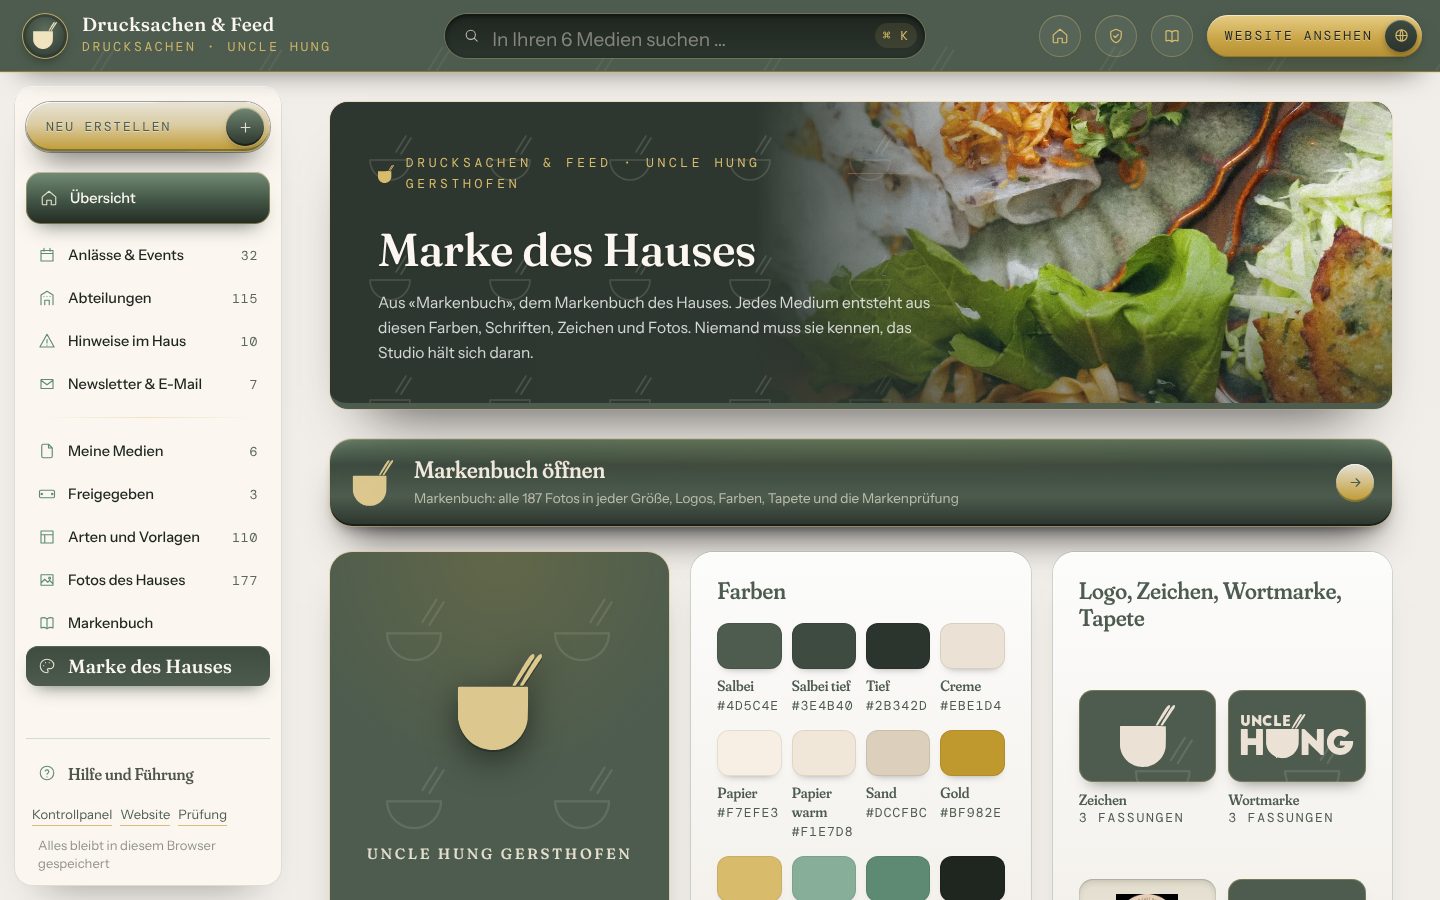 Drucksachen & Feed
DRUCKSACHEN · UNCLE HUNG
In Ihren 6 Medien suchen ...
⌘ K
WEBSITE ANSEHEN
NEU ERSTELLEN
Übersicht
Anlässe & Events 32
Abteilungen 115
Hinweise im Haus 10
Newsletter & E-Mail 7
Meine Medien 6
Freigegeben 3
Arten und Vorlagen 110
Fotos des Hauses 177
Markenbuch
Marke des Hauses
Hilfe und Führung
Kontrollpanel Website Prüfung
Alles bleibt in diesem Browser
gespeichert
DRUCKSACHEN & FEED · UNCLE HUNG
GERSTHOFEN
Marke des Hauses
Aus «Markenbuch», dem Markenbuch des Hauses. Jedes Medium entsteht aus
diesen Farben, Schriften, Zeichen und Fotos. Niemand muss sie kennen, das
Studio hält sich daran.
Markenbuch öffnen
Markenbuch: alle 187 Fotos in jeder Größe, Logos, Farben, Tapete und die Markenprüfung
UNCLE HUNG GERSTHOFEN
Farben
Salbei Salbei tief Tief Creme
#4D5C4E #3E4B40 #2B342D #EBE1D4
Papier Papier warm Sand Gold
#F7EFE3 #F1E7D8 #DCCFBC #BF982E
Logo, Zeichen, Wortmarke,
Tapete
UNCLE
HUNG
Zeichen Wortmarke
3 FASSUNGEN 3 FASSUNGEN